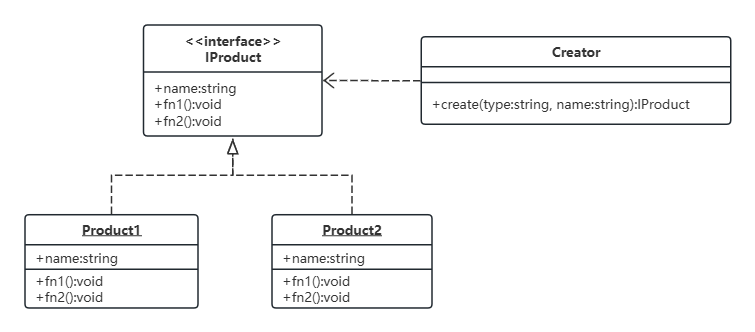 <<interface>>
IProduct
+name:string
+fn1():void
+fn2():void
Creator
+create(type:string, name:string):IProduct
Product1
+name:string
+fn1():void
+fn2():void
Product2
+name:string
+fn1():void
+fn2():void